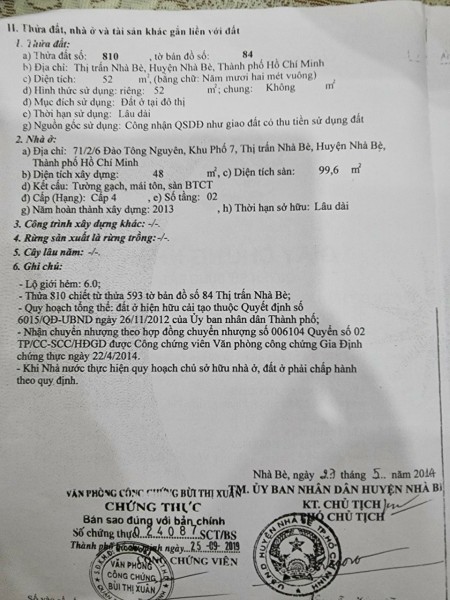 II. Thửa đất, nhà ở và tài sản khác gắn liền với đất
1. Thửa đất:
a) Thửa đất số: 810 , tờ bản đồ số: 84
b) Địa chỉ: Thị trấn Nhà Bè, Huyện Nhà Bè, Thành phố Hồ Chí Minh
c) Diện tích: 52 m², (bằng chữ: Năm mươi hai mét vuông)
d) Hình thức sử dụng: riêng: 52 m²; chung: Không m²
đ) Mục đích sử dụng: Đất ở tại đô thị
c) Thời hạn sử dụng: Lâu dài
g) Nguồn gốc sử dụng: Công nhận QSDĐ như giao đất có thu tiền sử dụng đất
2. Nhà ở:
a) Địa chỉ: 71/2/6 Đào Tông Nguyên, Khu Phố 7, Thị trấn Nhà Bè, Huyện Nhà Bè,
Thành phố Hồ Chí Minh
b) Diện tích xây dựng: 48 m², c) Diện tích sàn: 99,6 m²
d) Kết cấu: Tường gạch, mái tôn, sàn BTCT
đ) Cấp (Hạng): Cấp 4 , e) Số tầng: 02
g) Năm hoàn thành xây dựng: 2013 , h) Thời hạn sở hữu: Lâu dài
3. Công trình xây dựng khác: -/-.
4. Rừng sản xuất là rừng trồng: -/-.
5. Cây lâu năm: -/-.
6. Ghi chú:
- Lộ giới hẻm: 6.0;
- Thửa 810 chiết từ thửa 593 tờ bản đồ số 84 Thị trấn Nhà Bè;
- Quy hoạch tổng thể: đất ở hiện hữu cải tạo thuộc Quyết định số
6015/QĐ-UBND ngày 26/11/2012 của Ủy ban nhân dân Thành phố;
- Nhận chuyển nhượng theo hợp đồng chuyển nhượng số 006104 Quyển số 02
TP/CC-SCC/HĐGD được Công chứng viên Văn phòng công chứng Gia Định
chứng thực ngày 22/4/2014.
- Khi Nhà nước thực hiện quy hoạch chủ sở hữu nhà ở, đất ở phải chấp hành
theo quy định.
Nhà Bè, ngày 23 tháng 5 năm 2014
TM. ỦY BAN NHÂN DÂN HUYỆN NHÀ BÈ
KT. CHỦ TỊCH
PHÓ CHỦ TỊCH
VĂN PHÒNG CÔNG CHỨNG BÙI THỊ XUÂN
CHỨNG THỰC
Bản sao đúng với bản chính
Số chứng thực 024087 SCT/BS
ngày 25-09-2019
CÔNG CHỨNG VIÊN
VĂN PHÒNG
CÔNG CHỨNG
BÙI THỊ XUÂN